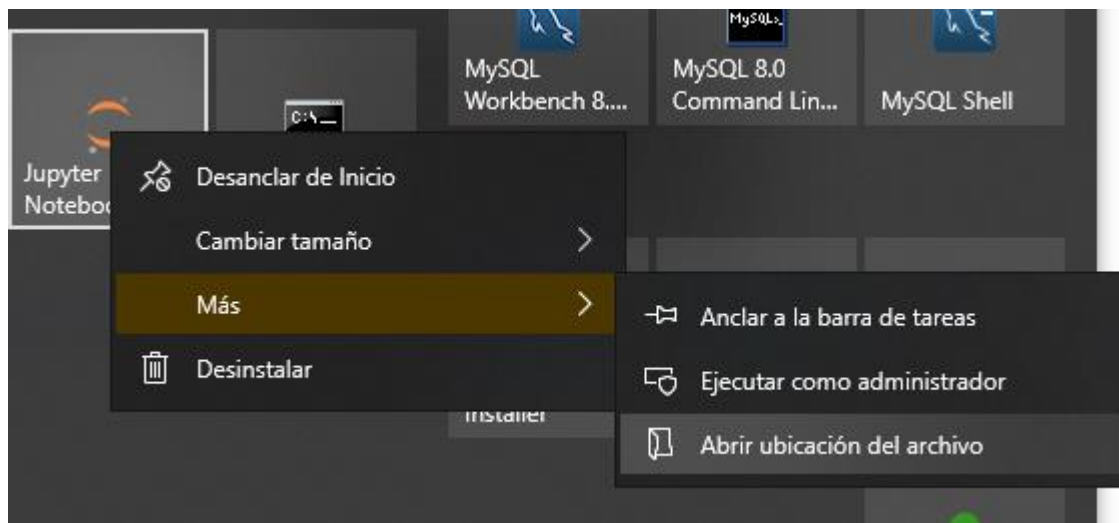 MySQL
Workbench 8....
MySQL>_
MySQL 8.0
Command Lin...
MySQL Shell
C:\_
Jupyter
Notebo
Desanclar de Inicio
Cambiar tamaño
Más
Desinstalar
Installer
Anclar a la barra de tareas
Ejecutar como administrador
Abrir ubicación del archivo